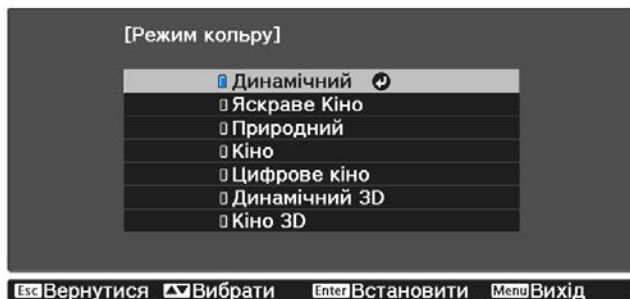 [Режим кольру]
Динамічний
Яскраве Кіно
Природний
Кіно
Цифрове кіно
Динамічний 3D
Кіно 3D
Esc Вернутися Вибрати Enter Встановити Menu Вихід